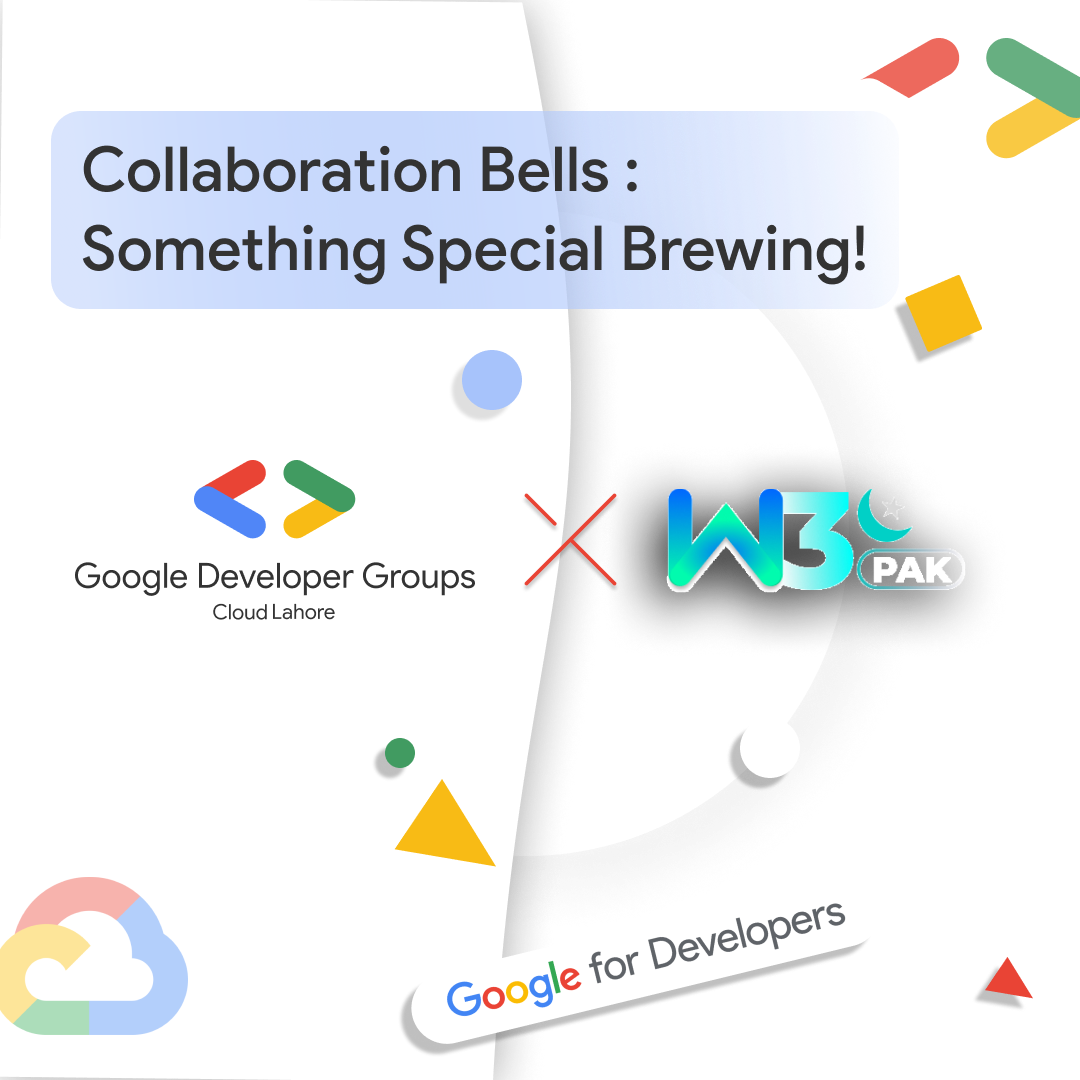 Collaboration Bells :
Something Special Brewing!
Google Developer Groups
Cloud Lahore
W3
PAK
Google for Developers